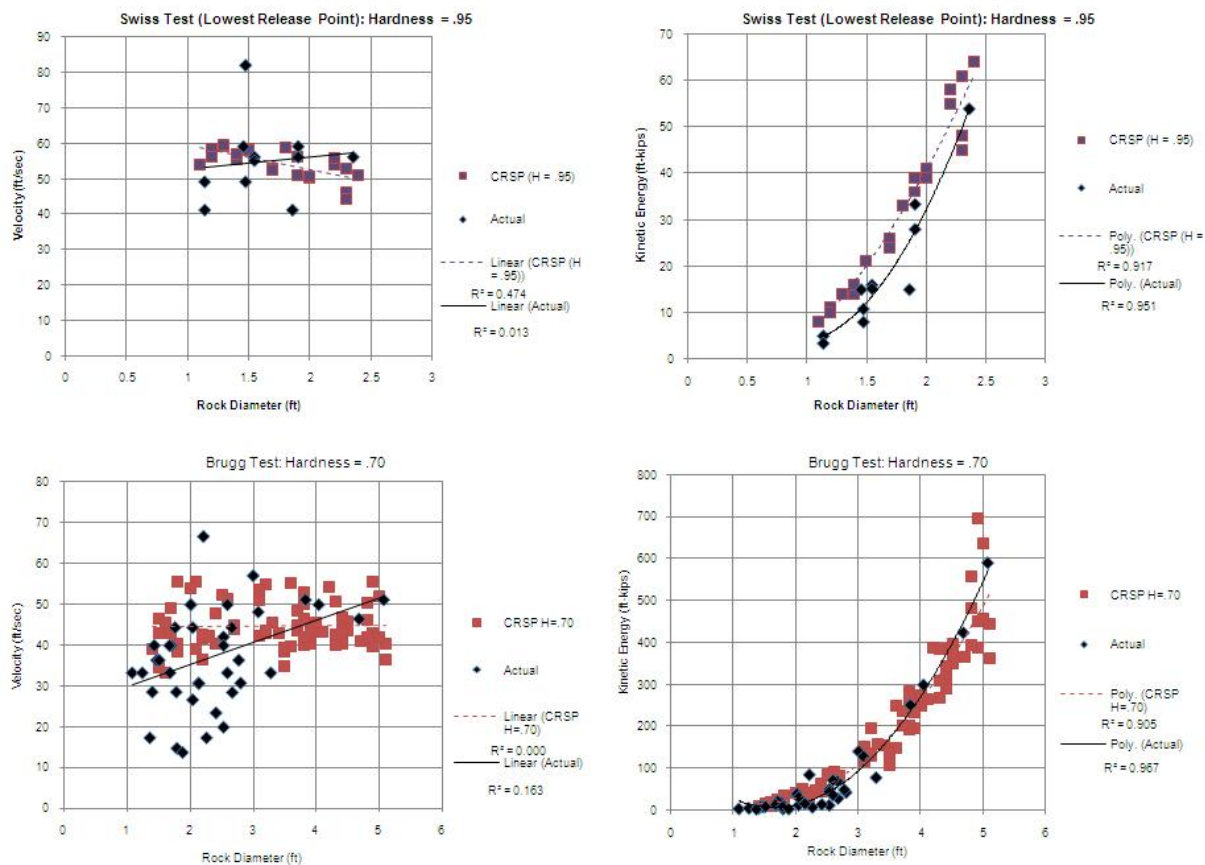 Swiss Test (Lowest Release Point): Hardness = .95
90
80
70
60
50
40
30
20
10
0
Velocity (ft/sec)
0 0.5 1 1.5 2 2.5 3
Rock Diameter (ft)
CRSP (H = .95)
Actual
Linear (CRSP (H
= .95))
R² = 0.474
Linear (Actual)
R² = 0.013
Swiss Test (Lowest Release Point): Hardness = .95
70
60
50
40
30
20
10
0
Kinetic Energy (ft-kips)
0 0.5 1 1.5 2 2.5 3
Rock Diameter (ft)
CRSP (H = .95)
Actual
Poly. (CRSP (H =
.95))
R² = 0.917
Poly. (Actual)
R² = 0.951
Brugg Test: Hardness = .70
80
70
60
50
40
30
20
10
0
Velocity (ft/sec)
0 1 2 3 4 5 6
Rock Diameter (ft)
CRSP H=.70
Actual
Linear (CRSP
H=.70)
R² = 0.000
Linear (Actual)
R² = 0.163
Brugg Test: Hardness = .70
800
700
600
500
400
300
200
100
0
Kinetic Energy (ft-kips)
0 1 2 3 4 5 6
Rock Diameter (ft)
CRSP H=.70
Actual
Poly. (CRSP
H=.70)
R² = 0.905
Poly. (Actual)
R² = 0.967